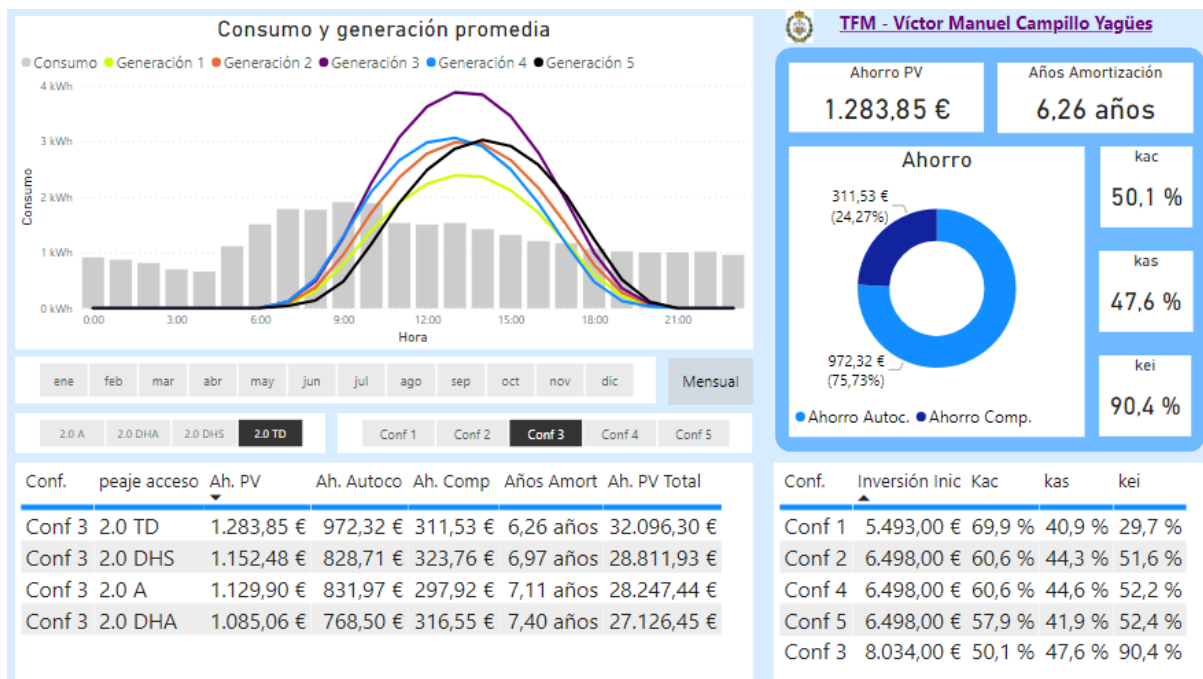 Consumo y generación promedia
Consumo Generación 1 Generación 2 Generación 3 Generación 4 Generación 5
4 kWh
3 kWh
2 kWh
1 kWh
0 kWh
Consumo
0:00 3:00 6:00 9:00 12:00 15:00 18:00 21:00
Hora
ene feb mar abr may jun jul ago sep oct nov dic
Mensual
2.0 A 2.0 DHA 2.0 DHS 2.0 TD
Conf 1 Conf 2 Conf 3 Conf 4 Conf 5
Conf. peaje acceso Ah. PV Ah. Autoco Ah. Comp Años Amort Ah. PV Total
Conf 3 2.0 TD 1.283,85 € 972,32 € 311,53 € 6,26 años 32.096,30 €
Conf 3 2.0 DHS 1.152,48 € 828,71 € 323,76 € 6,97 años 28.811,93 €
Conf 3 2.0 A 1.129,90 € 831,97 € 297,92 € 7,11 años 28.247,44 €
Conf 3 2.0 DHA 1.085,06 € 768,50 € 316,55 € 7,40 años 27.126,45 €
TFM - Víctor Manuel Campillo Yagües
Ahorro PV
1.283,85 €
Años Amortización
6,26 años
Ahorro
311,53 €
(24,27%)
972,32 €
(75,73%)
Ahorro Autoc. Ahorro Comp.
kac
50,1 %
kas
47,6 %
kei
90,4 %
Conf. Inversión Inic Kac kas kei
Conf 1 5.493,00 € 69,9 % 40,9 % 29,7 %
Conf 2 6.498,00 € 60,6 % 44,3 % 51,6 %
Conf 4 6.498,00 € 60,6 % 44,6 % 52,2 %
Conf 5 6.498,00 € 57,9 % 41,9 % 52,4 %
Conf 3 8.034,00 € 50,1 % 47,6 % 90,4 %